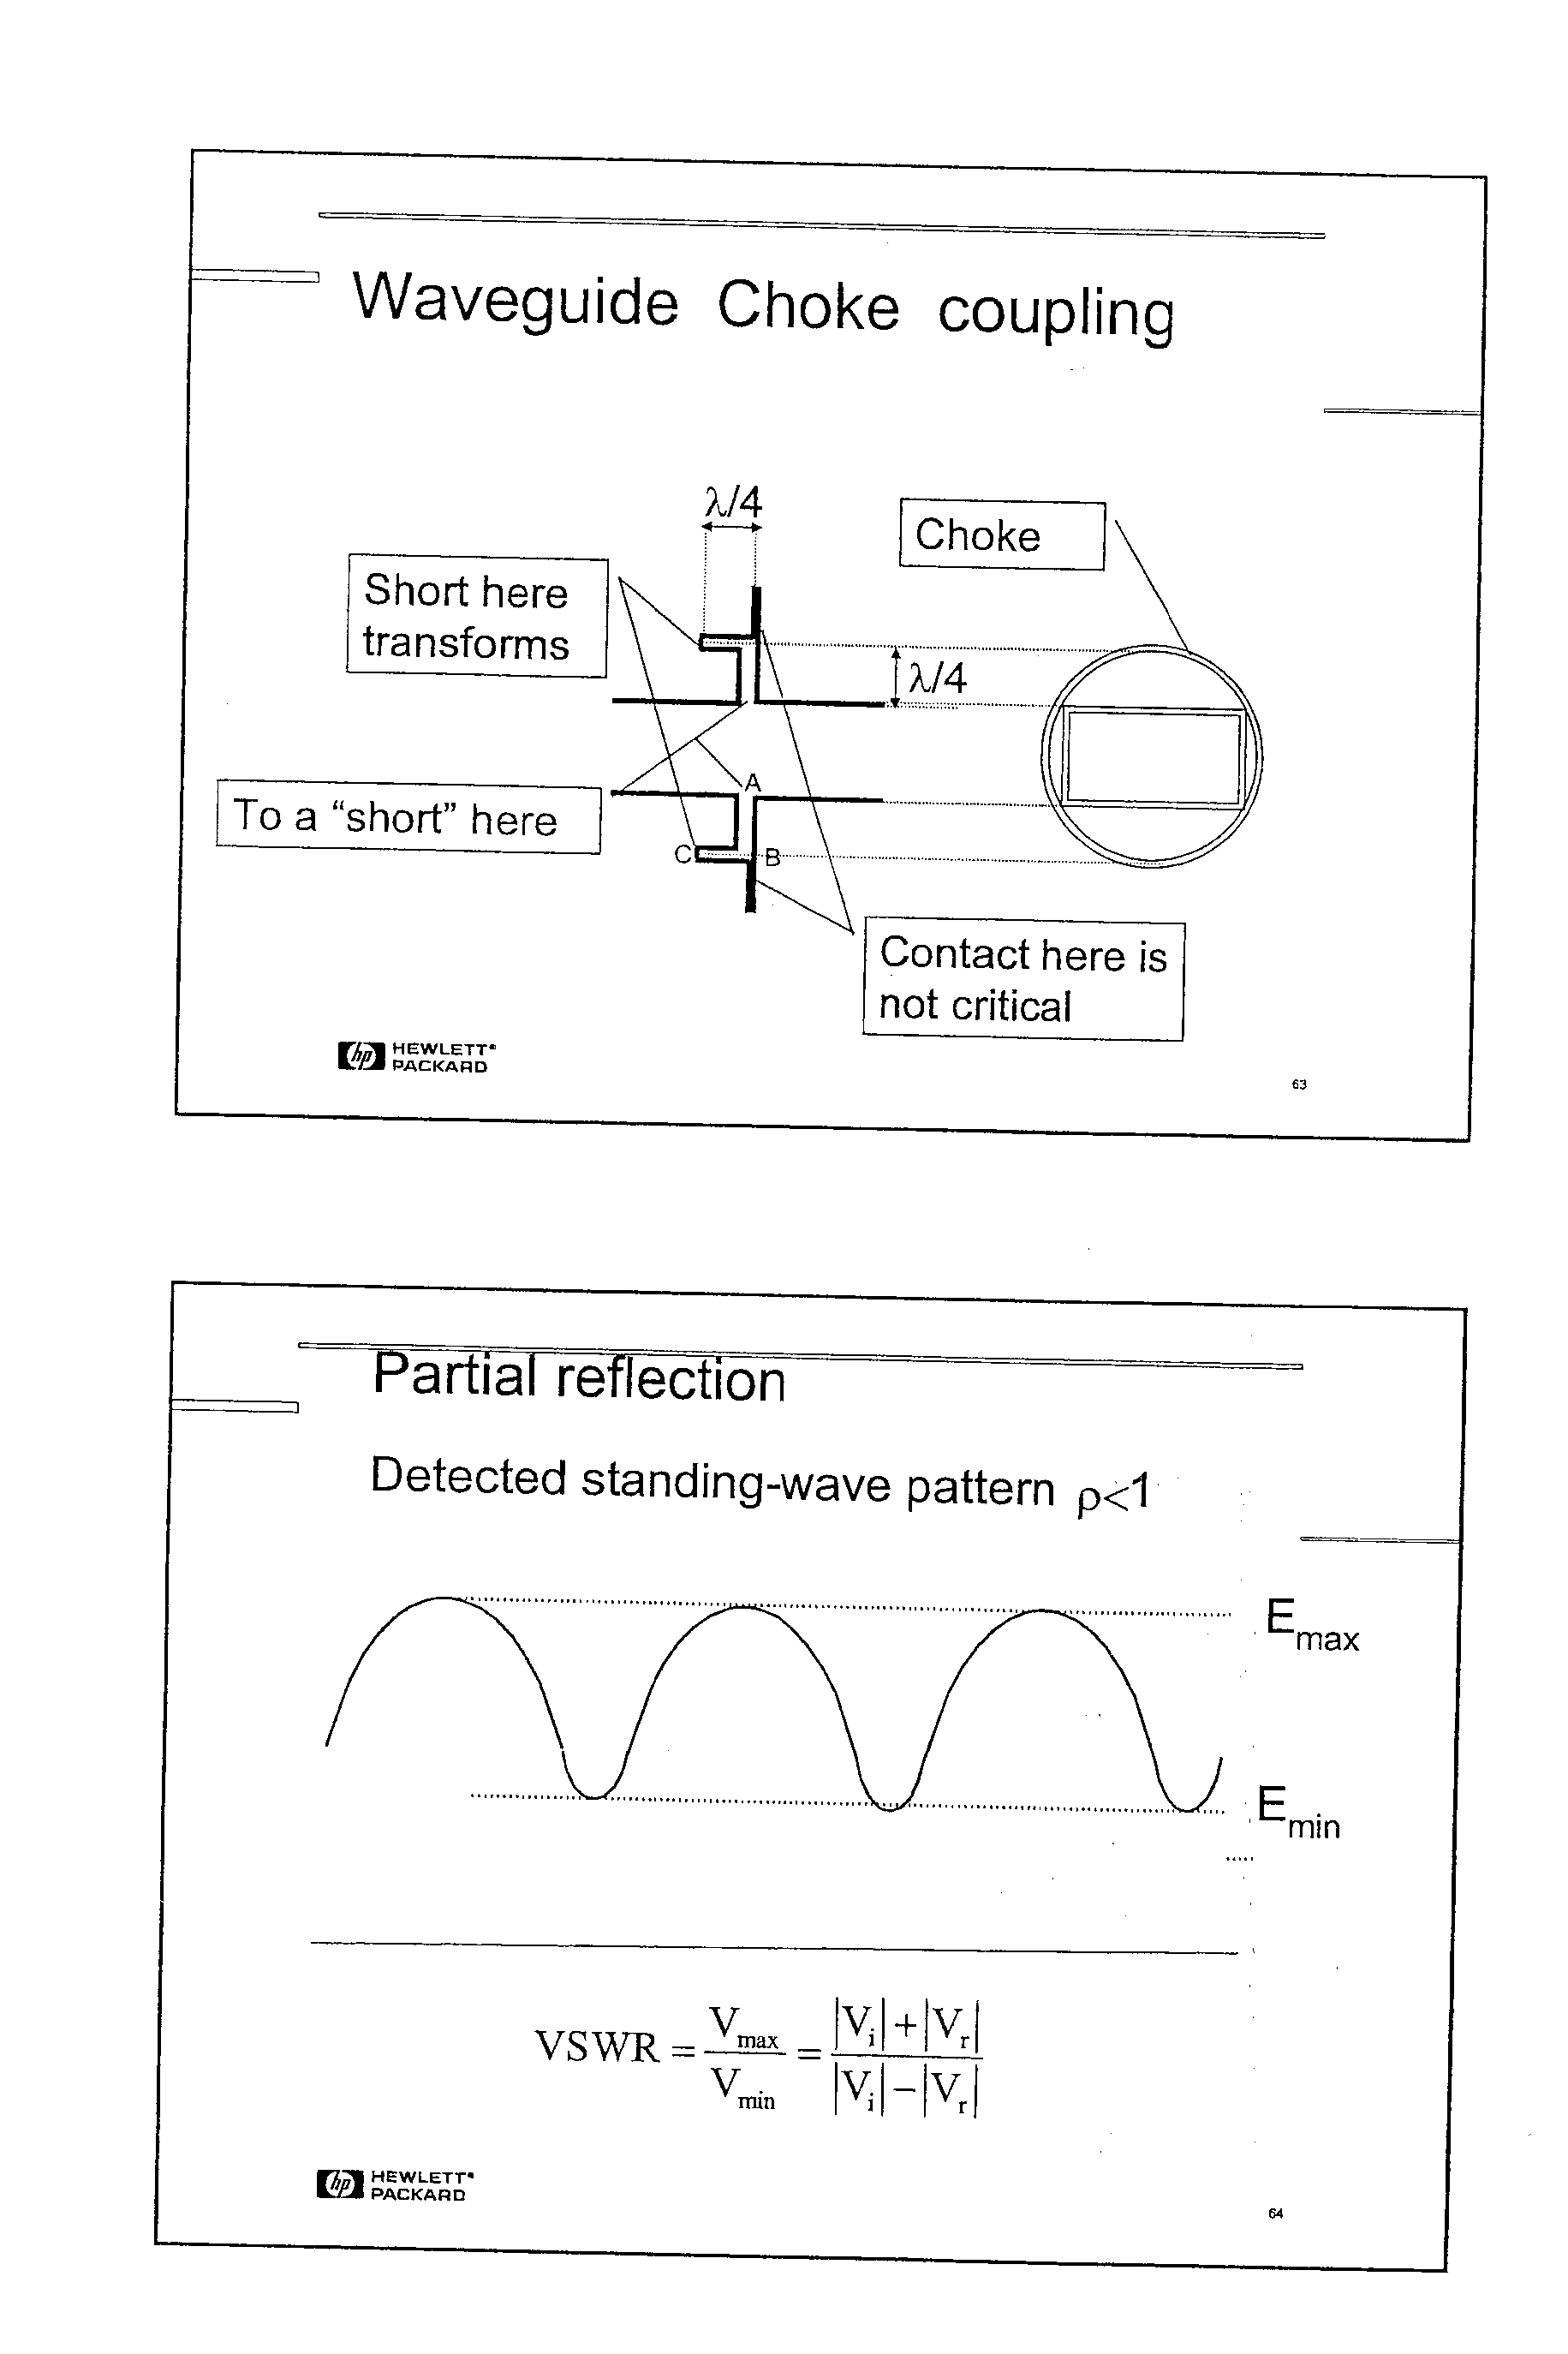 Waveguide Choke coupling
λ/4
Choke
Short here
transforms
λ/4
A
To a “short” here
C
B
Contact here is
not critical
hp HEWLETT®
PACKARD
63
Partial reflection
Detected standing-wave pattern ρ<1
Emax
Emin
VSWR = Vmax/Vmin = |Vi|+|Vr| / |Vi|−|Vr|
hp HEWLETT®
PACKARD
64